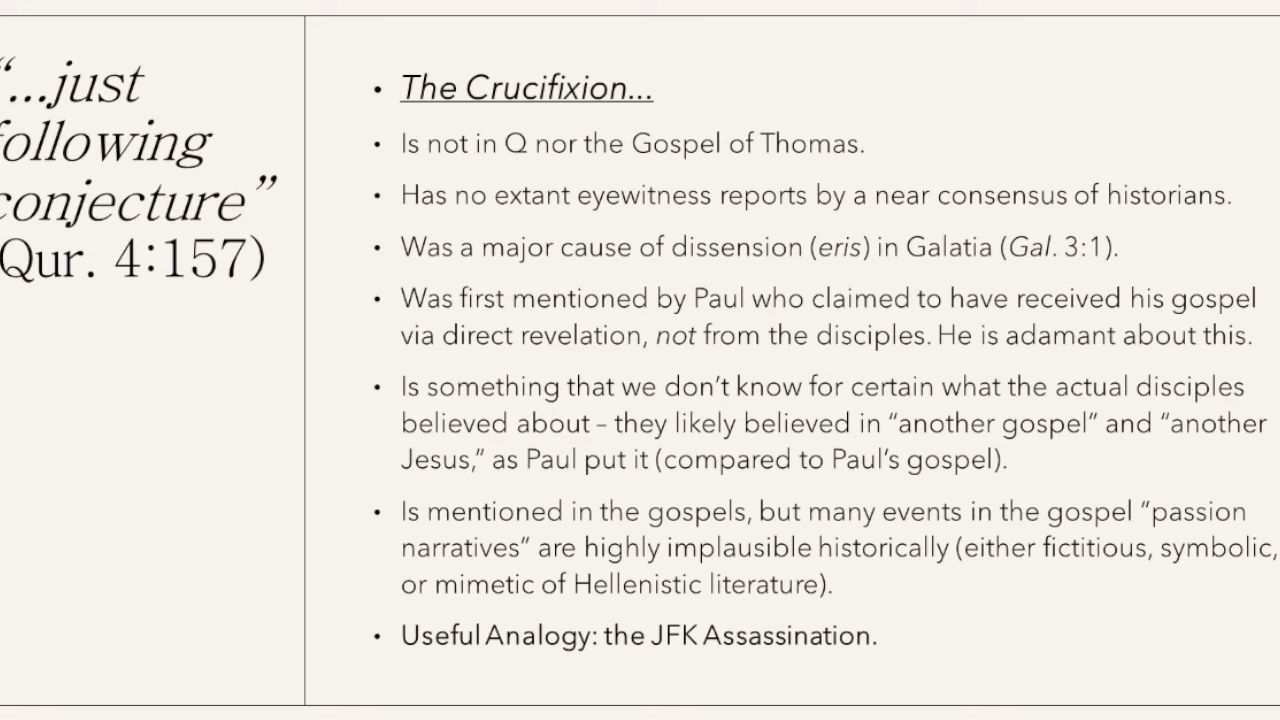 “...just
following
conjecture”
Qur. 4:157)
• The Crucifixion...
• Is not in Q nor the Gospel of Thomas.
• Has no extant eyewitness reports by a near consensus of historians.
• Was a major cause of dissension (eris) in Galatia (Gal. 3:1).
• Was first mentioned by Paul who claimed to have received his gospel
via direct revelation, not from the disciples. He is adamant about this.
• Is something that we don’t know for certain what the actual disciples
believed about – they likely believed in “another gospel” and “another
Jesus,” as Paul put it (compared to Paul’s gospel).
• Is mentioned in the gospels, but many events in the gospel “passion
narratives” are highly implausible historically (either fictitious, symbolic,
or mimetic of Hellenistic literature).
• Useful Analogy: the JFK Assassination.